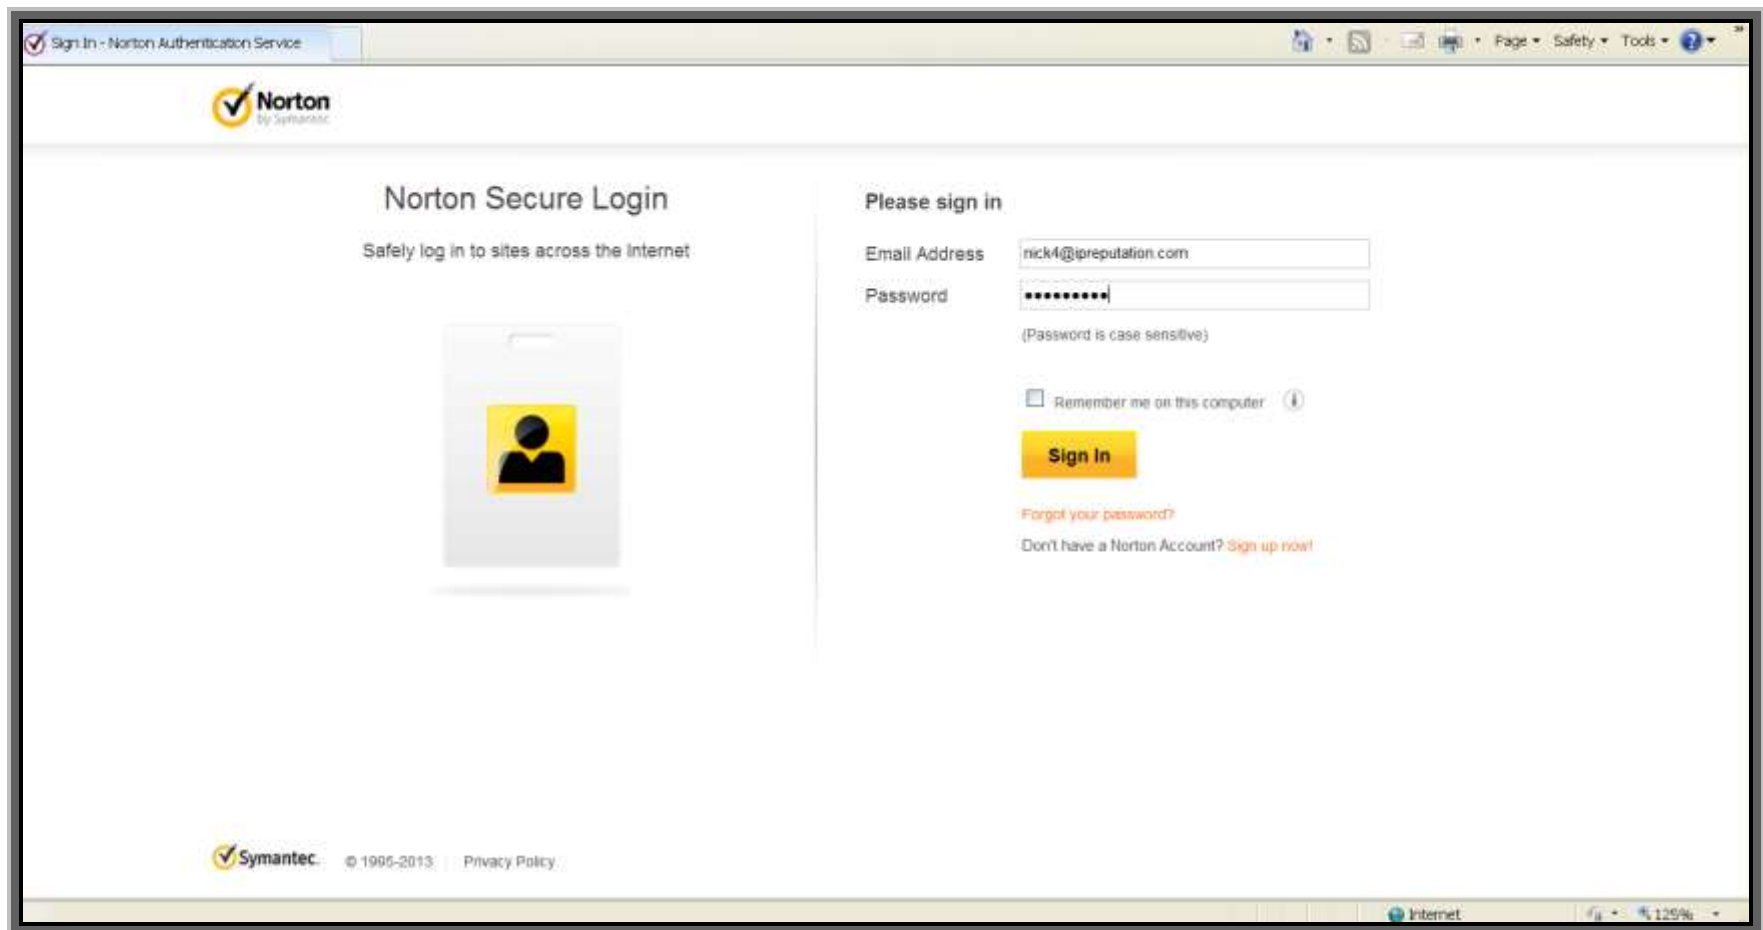 Sign In - Norton Authentication Service
Page Safety Tools
Norton
by Symantec
Norton Secure Login
Safely log in to sites across the Internet
Please sign in
Email Address nick4@ipreputation.com
Password •••••••••
(Password is case sensitive)
Remember me on this computer
Sign In
Forgot your password?
Don't have a Norton Account? Sign up now!
Symantec. © 1995-2013 Privacy Policy
Internet 125%